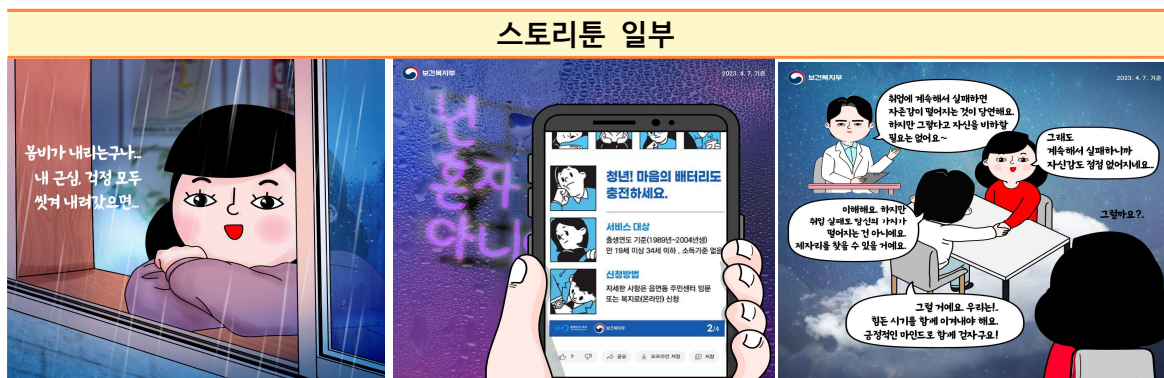 스토리툰 일부
봄비가 내리는구나...
내 근심, 걱정 모두
씻겨 내려갔으면...
보건복지부
2023. 4. 7. 기준
넌
혼자
아니
청년! 마음의 배터리도
충전하세요.
서비스 대상
출생연도 기준(1989년~2004년생)
만 19세 이상 34세 이하 , 소득기준 없음
신청방법
자세한 사항은 읍면동 주민센터 방문
또는 복지로(온라인) 신청
보건복지부
2/4
7
공유
오프라인 저장
저장
보건복지부
2023. 4. 7. 기준
취업에 계속해서 실패하면
자존감이 떨어지는 것이 당연해요.
하지만 그렇다고 자신을 비하할
필요는 없어요~
그래도
계속해서 실패하니까
자신감도 점점 없어지네요...
이해해요. 하지만
취업 실패도 당신의 가치가
떨어지는 건 아니에요.
제자리를 찾을 수 있을 거예요.
그럴까요?..
그럴 거예요. 우리는!.
힘든 시기를 함께 이겨내야 해요.
긍정적인 마인드로 함께 걷자구요!